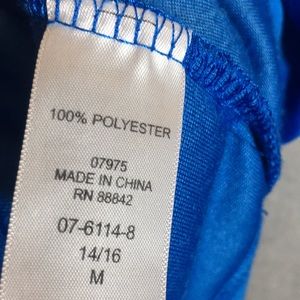 100% POLYESTER
07975
MADE IN CHINA
RN 88842
07-6114-8
14/16
M